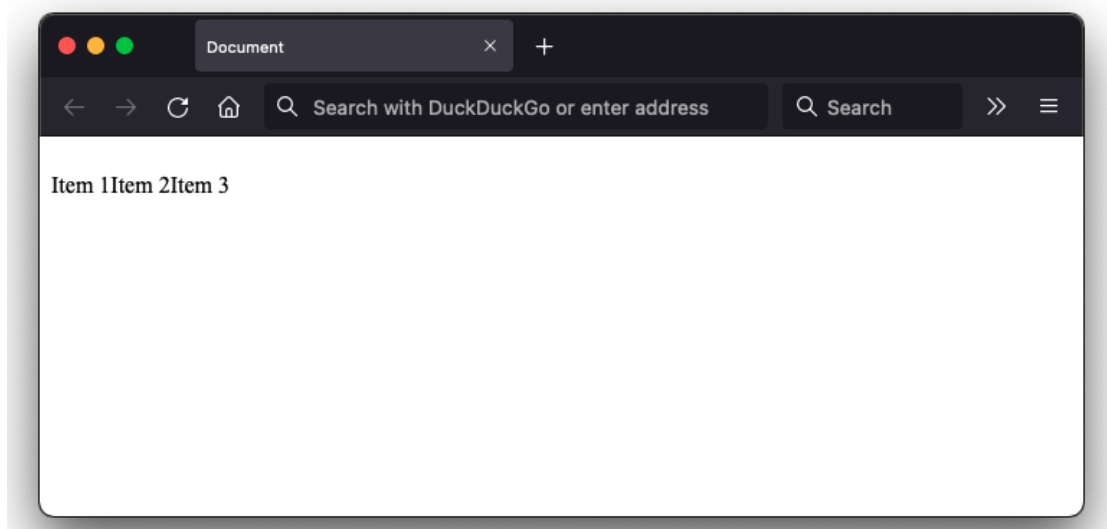 Document
Search with DuckDuckGo or enter address Search
Item 1Item 2Item 3